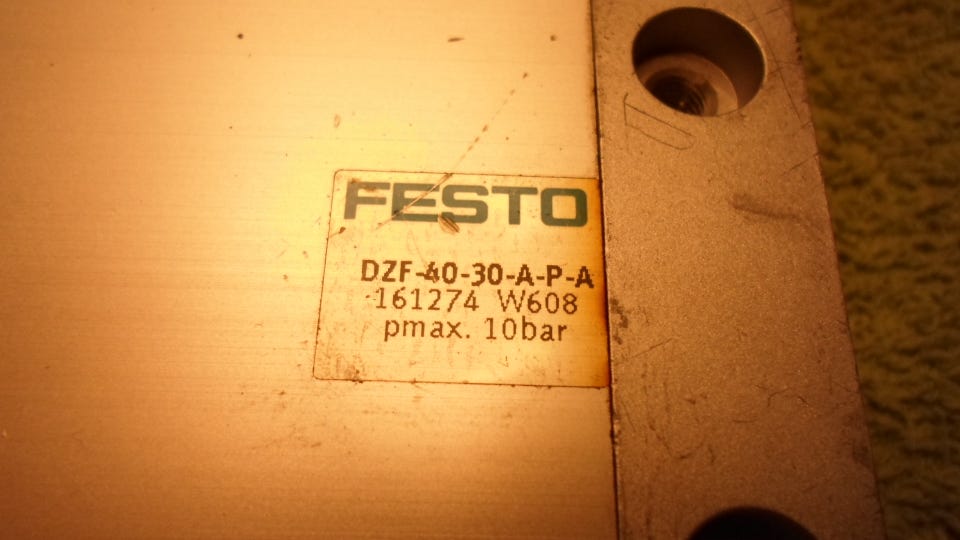 FESTO
DZF-40-30-A-P-A
161274 W608
pmax. 10bar